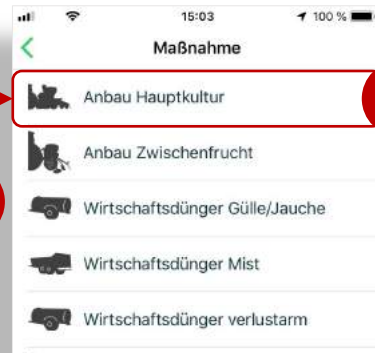 15:03
100 %
Maßnahme
Anbau Hauptkultur
Anbau Zwischenfrucht
Wirtschaftsdünger Gülle/Jauche
Wirtschaftsdünger Mist
Wirtschaftsdünger verlustarm